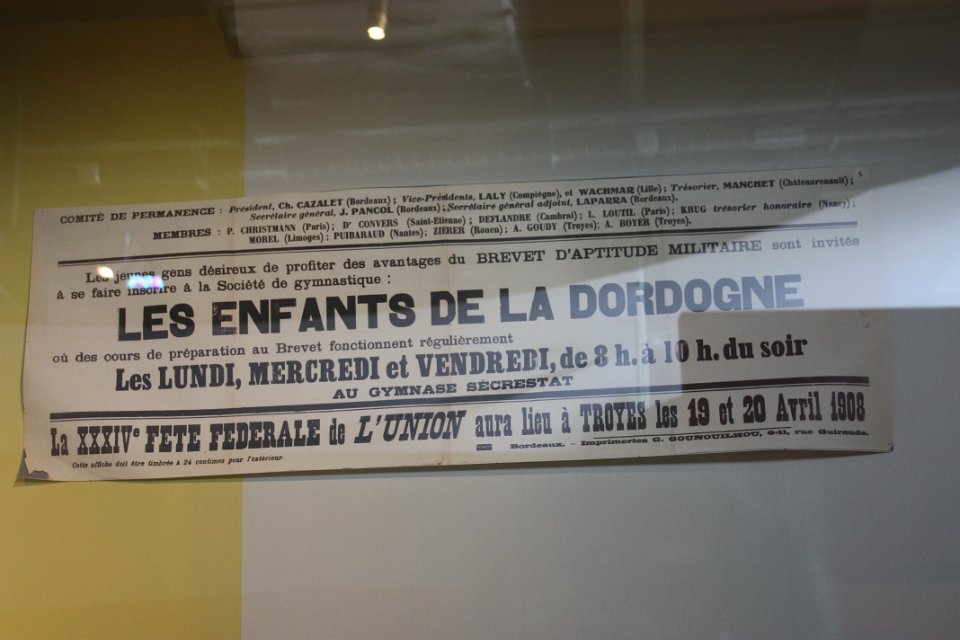 COMITÉ DE PERMANENCE : Président, Ch. CAZALET (Bordeaux); Vice-Présidents, LALY (Compiègne), et WACHMAR (Lille); Trésorier, MANCHET (Châteaurenault);
Secrétaire général, J. PANCOL (Bordeaux); Secrétaire général adjoint, LAPARRA (Bordeaux).
MEMBRES : P. CHRISTMANN (Paris); Dr CONVERS (Saint-Etienne); DEFLANDRE (Cambrai); L. LOUTIL (Paris); KRUG trésorier honoraire (Nancy);
MOREL (Limoges); PUIBARAUD (Nantes); ZIÉRER (Rouen); A. GOUDY (Troyes); A. BOYER (Troyes).
Les jeunes gens désireux de profiter des avantages du BREVET D'APTITUDE MILITAIRE sont invités
à se faire inscrire à la Société de gymnastique :
LES ENFANTS DE LA DORDOGNE
où des cours de préparation au Brevet fonctionnent régulièrement
Les LUNDI, MERCREDI et VENDREDI, de 8 h. à 10 h. du soir
AU GYMNASE SÉCRESTAT
La XXXIVe FETE FEDERALE de L'UNION aura lieu à TROYES les 19 et 20 Avril 1908
Cette affiche doit être timbrée à 24 centimes pour l'extérieur.
Bordeaux. - Imprimeries G. GOUNOUILHOU, 9-11, rue Guiraude.